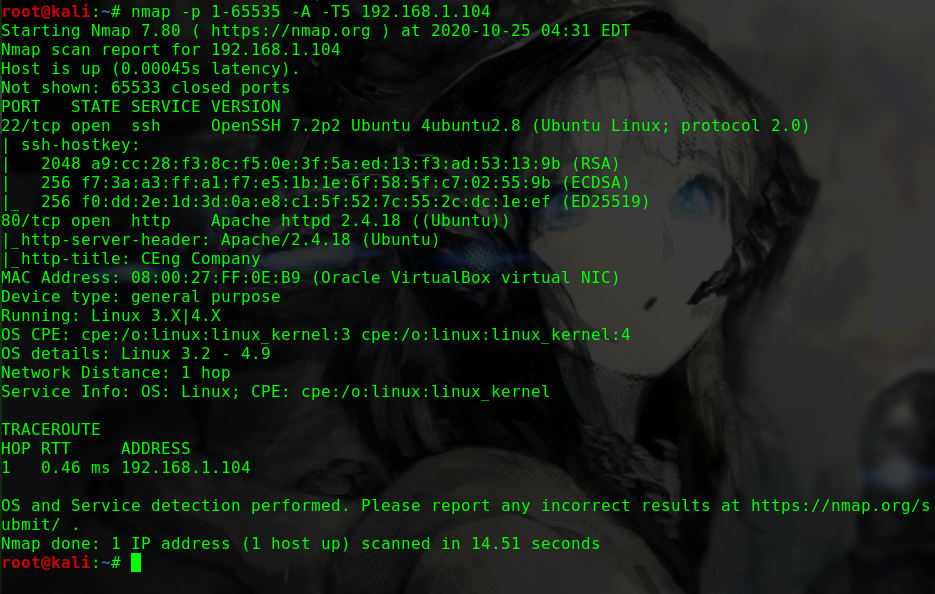 root@kali:~# nmap -p 1-65535 -A -T5 192.168.1.104
Starting Nmap 7.80 ( https://nmap.org ) at 2020-10-25 04:31 EDT
Nmap scan report for 192.168.1.104
Host is up (0.00045s latency).
Not shown: 65533 closed ports
PORT   STATE SERVICE VERSION
22/tcp open  ssh     OpenSSH 7.2p2 Ubuntu 4ubuntu2.8 (Ubuntu Linux; protocol 2.0)
| ssh-hostkey:
|   2048 a9:cc:28:f3:8c:f5:0e:3f:5a:ed:13:f3:ad:53:13:9b (RSA)
|   256 f7:3a:a3:ff:a1:f7:e5:1b:1e:6f:58:5f:c7:02:55:9b (ECDSA)
|_  256 f0:dd:2e:1d:3d:0a:e8:c1:5f:52:7c:55:2c:dc:1e:ef (ED25519)
80/tcp open  http    Apache httpd 2.4.18 ((Ubuntu))
|_http-server-header: Apache/2.4.18 (Ubuntu)
|_http-title: CEng Company
MAC Address: 08:00:27:FF:0E:B9 (Oracle VirtualBox virtual NIC)
Device type: general purpose
Running: Linux 3.X|4.X
OS CPE: cpe:/o:linux:linux_kernel:3 cpe:/o:linux:linux_kernel:4
OS details: Linux 3.2 - 4.9
Network Distance: 1 hop
Service Info: OS: Linux; CPE: cpe:/o:linux:linux_kernel
TRACEROUTE
HOP RTT     ADDRESS
1   0.46 ms 192.168.1.104
OS and Service detection performed. Please report any incorrect results at https://nmap.org/s
ubmit/ .
Nmap done: 1 IP address (1 host up) scanned in 14.51 seconds
root@kali:~#